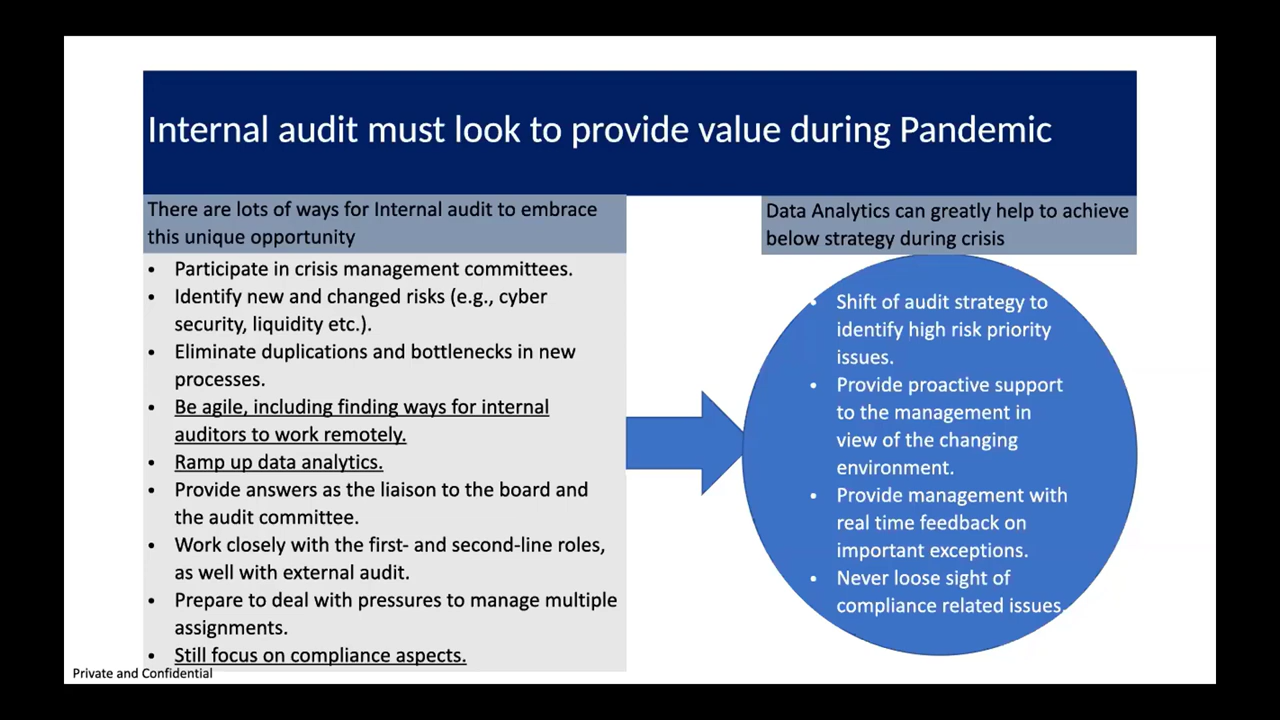 Internal audit must look to provide value during Pandemic
There are lots of ways for Internal audit to embrace
this unique opportunity
• Participate in crisis management committees.
• Identify new and changed risks (e.g., cyber
security, liquidity etc.).
• Eliminate duplications and bottlenecks in new
processes.
• Be agile, including finding ways for internal
auditors to work remotely.
• Ramp up data analytics.
• Provide answers as the liaison to the board and
the audit committee.
• Work closely with the first- and second-line roles,
as well with external audit.
• Prepare to deal with pressures to manage multiple
assignments.
• Still focus on compliance aspects.
Data Analytics can greatly help to achieve
below strategy during crisis
• Shift of audit strategy to
identify high risk priority
issues.
• Provide proactive support
to the management in
view of the changing
environment.
• Provide management with
real time feedback on
important exceptions.
• Never loose sight of
compliance related issues.
Private and Confidential